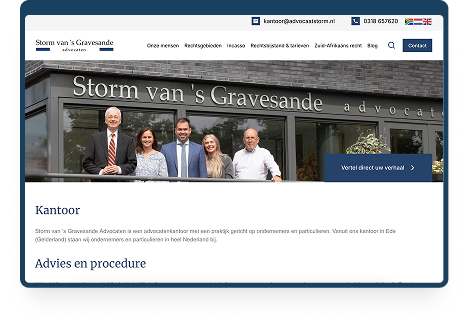 kantoor@advocatstorm.nl 0318 657620
Storm van 's Gravesande
advocaten
Onze mensen Rechtsgebieden Incasso Rechtsbijstand & tarieven Zuid-Afrikaans recht Blog Contact
Storm van 's Gravesande advocate
Vertel direct uw verhaal
Kantoor
Storm van 's Gravesande Advocaten is een advocatenkantoor met een praktijk gericht op ondernemers en particulieren. Vanuit ons kantoor in Ede
(Gelderland) staan wij ondernemers en particulieren in heel Nederland bij.
Advies en procedure